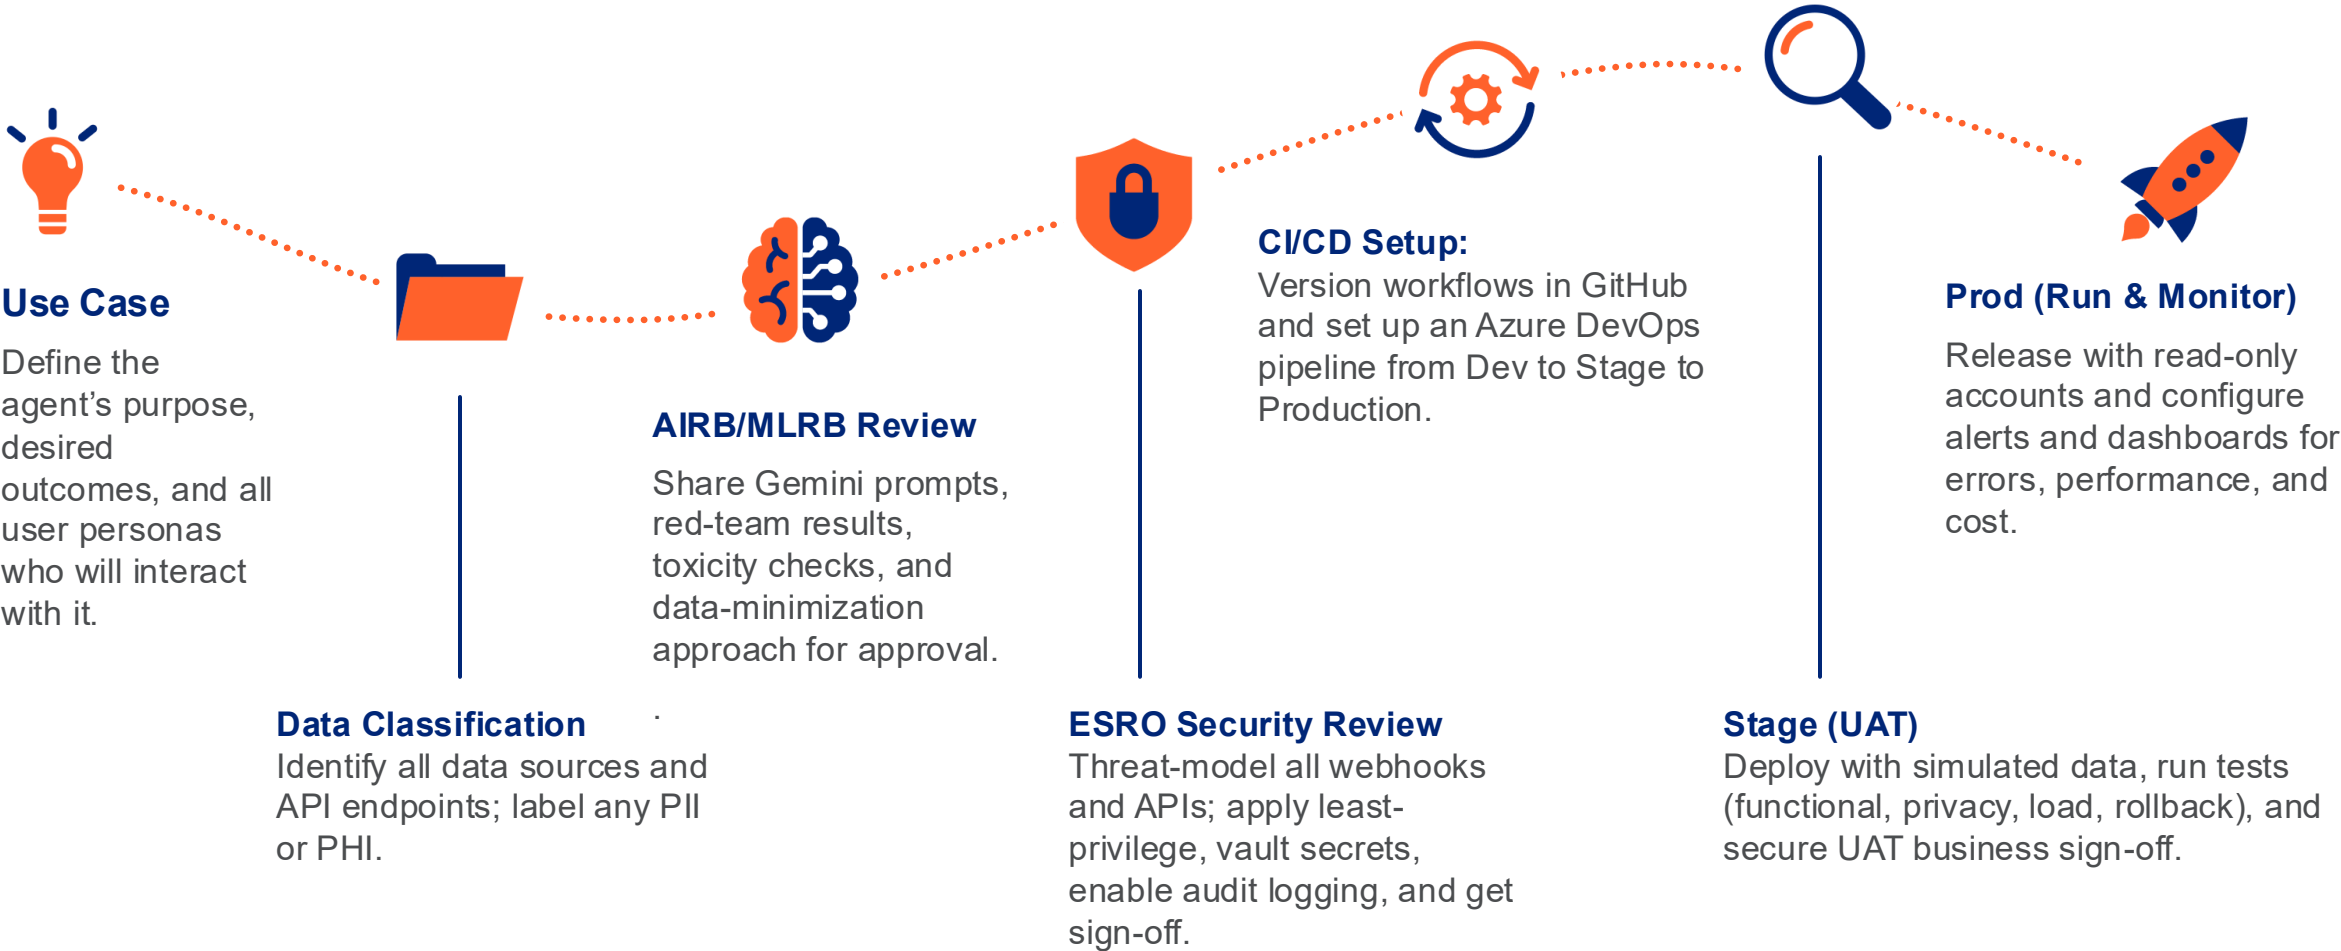 Use Case
Define the
agent’s purpose,
desired
outcomes, and all
user personas
who will interact
with it.
Data Classification
Identify all data sources and
API endpoints; label any PII
or PHI.
AIRB/MLRB Review
Share Gemini prompts,
red-team results,
toxicity checks, and
data-minimization
approach for approval.
.
ESRO Security Review
Threat-model all webhooks
and APIs; apply least-
privilege, vault secrets,
enable audit logging, and get
sign-off.
CI/CD Setup:
Version workflows in GitHub
and set up an Azure DevOps
pipeline from Dev to Stage to
Production.
Stage (UAT)
Deploy with simulated data, run tests
(functional, privacy, load, rollback), and
secure UAT business sign-off.
Prod (Run & Monitor)
Release with read-only
accounts and configure
alerts and dashboards for
errors, performance, and
cost.